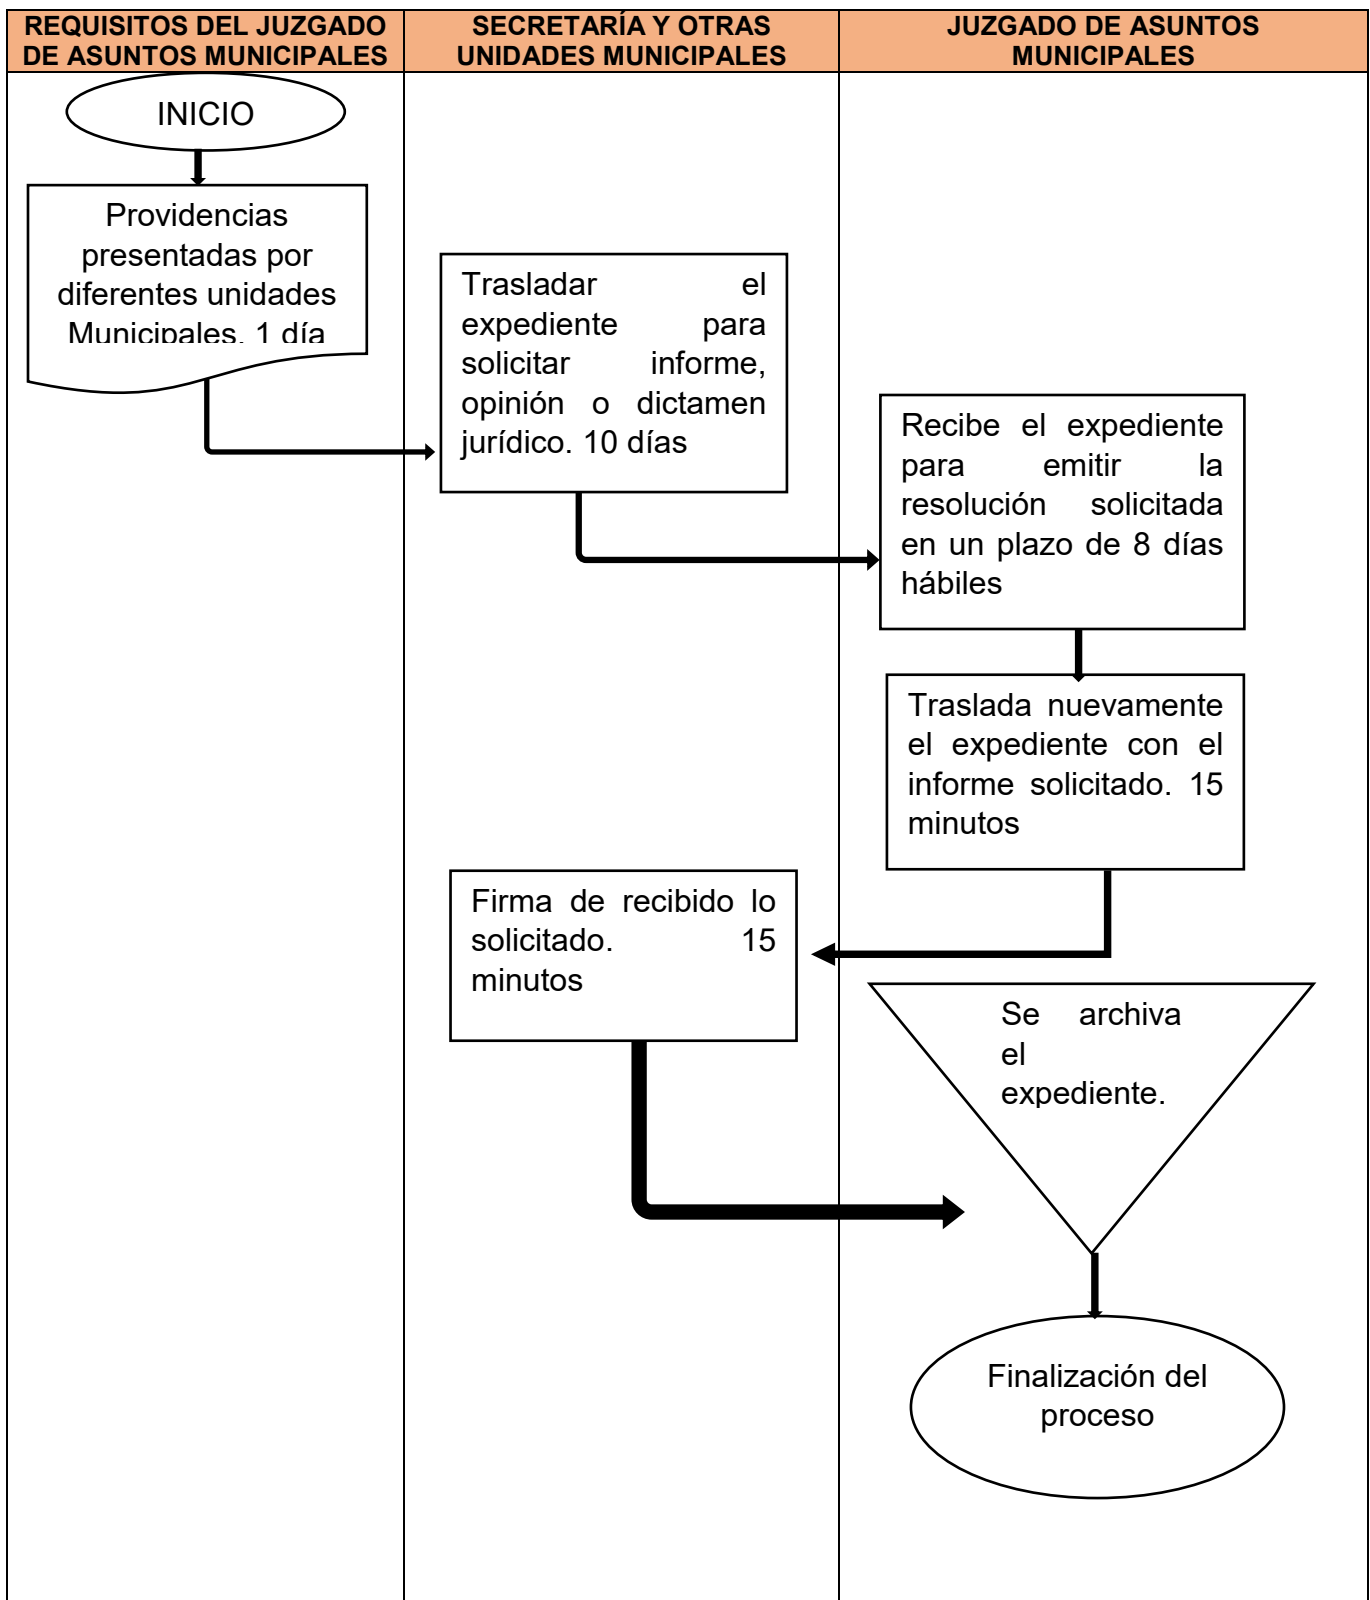 REQUISITOS DEL JUZGADO
DE ASUNTOS MUNICIPALES
SECRETARÍA Y OTRAS
UNIDADES MUNICIPALES
JUZGADO DE ASUNTOS
MUNICIPALES
INICIO
Providencias
presentadas por
diferentes unidades
Municipales. 1 día
Trasladar el
expediente para
solicitar informe,
opinión o dictamen
jurídico. 10 días
Recibe el expediente
para emitir la
resolución solicitada
en un plazo de 8 días
hábiles
Traslada nuevamente
el expediente con el
informe solicitado. 15
minutos
Firma de recibido lo
solicitado. 15
minutos
Se archiva
el
expediente.
Finalización del
proceso